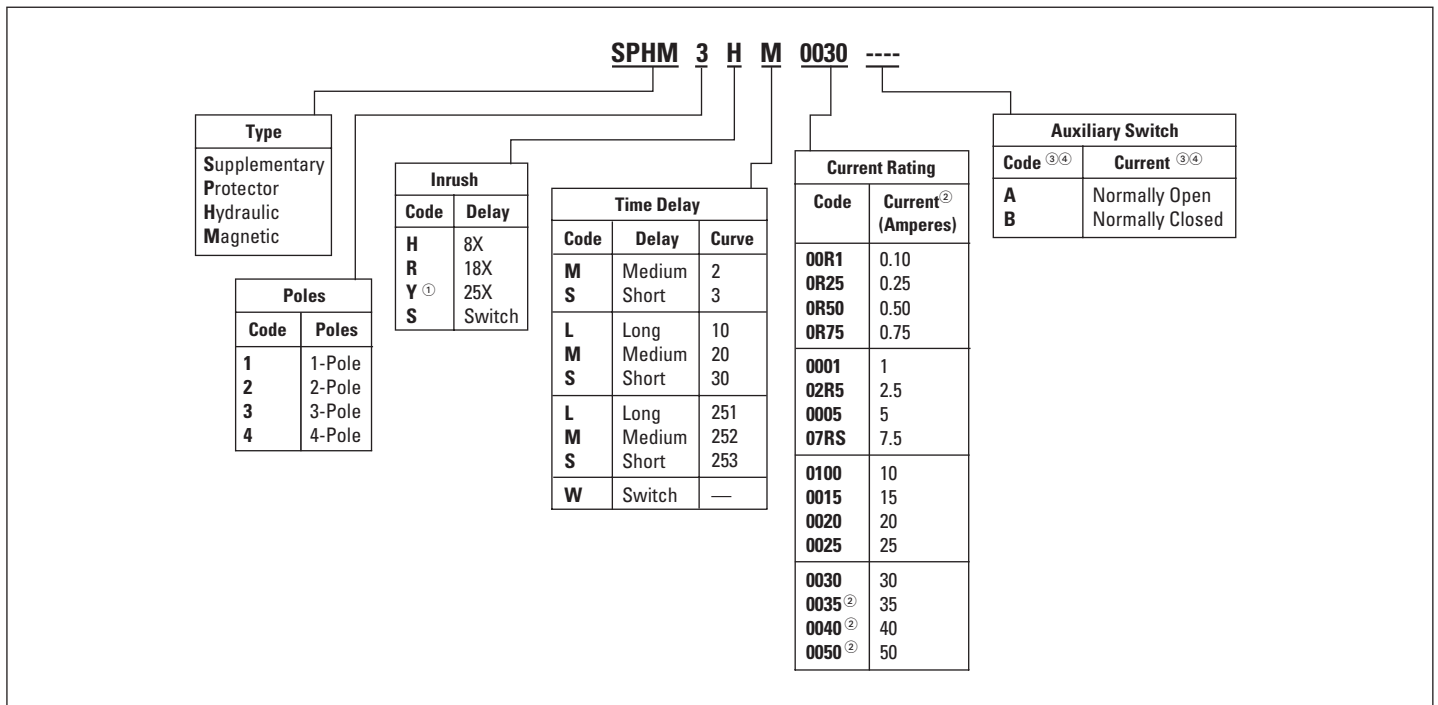 SPHM 3 H M 0030 ----
Type
Supplementary
Protector
Hydraulic
Magnetic
Poles
Code Poles
1 1-Pole
2 2-Pole
3 3-Pole
4 4-Pole
Inrush
Code Delay
H 8X
R 18X
Y ① 25X
S Switch
Time Delay
Code Delay Curve
M Medium 2
S Short 3
L Long 10
M Medium 20
S Short 30
L Long 251
M Medium 252
S Short 253
W Switch —
Current Rating
Code Current②
(Amperes)
00R1 0.10
0R25 0.25
0R50 0.50
0R75 0.75
0001 1
02R5 2.5
0005 5
07RS 7.5
0100 10
0015 15
0020 20
0025 25
0030 30
0035② 35
0040② 40
0050② 50
Auxiliary Switch
Code ③④ Current ③④
A Normally Open
B Normally Closed